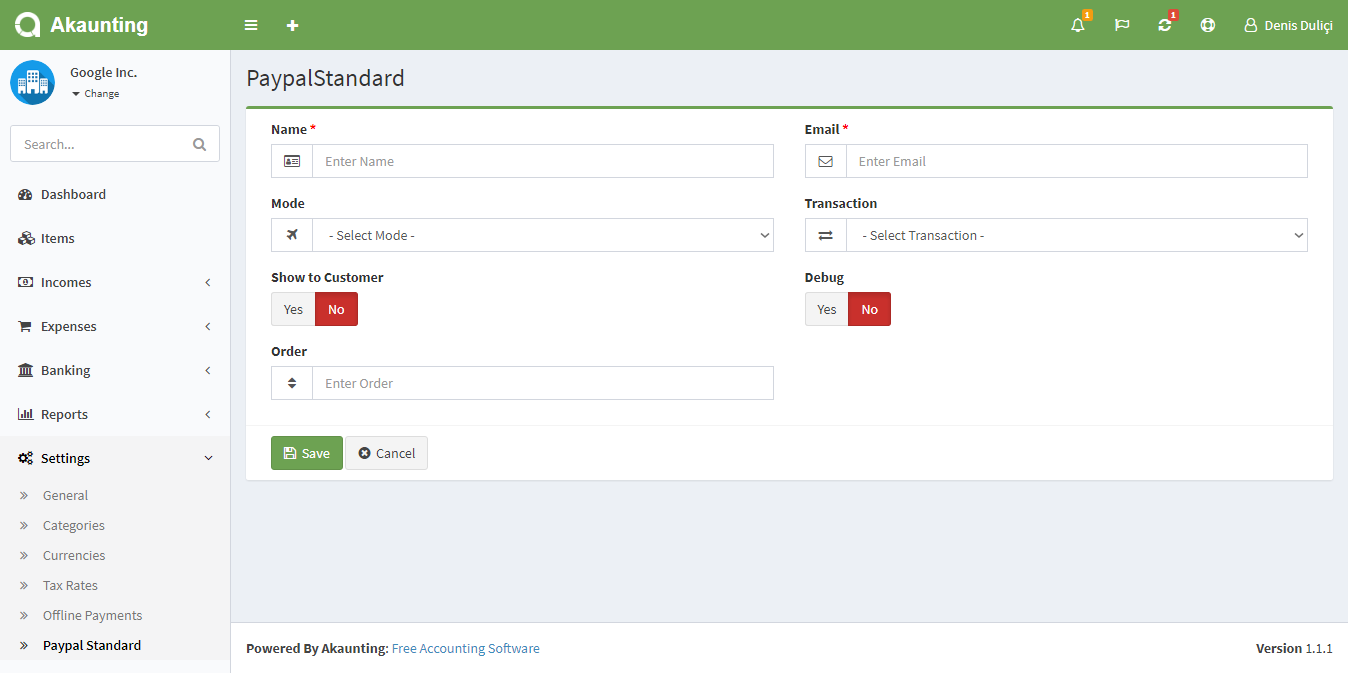 Akaunting
1
1
Denis Duliçi
Google Inc.
Change
Search...
Dashboard
Items
Incomes
Expenses
Banking
Reports
Settings
General
Categories
Currencies
Tax Rates
Offline Payments
Paypal Standard
PaypalStandard
Name *
Email *
Enter Name
Enter Email
Mode
Transaction
- Select Mode -
- Select Transaction -
Show to Customer
Debug
Yes No
Yes No
Order
Enter Order
Save
Cancel
Powered By Akaunting: Free Accounting Software
Version 1.1.1